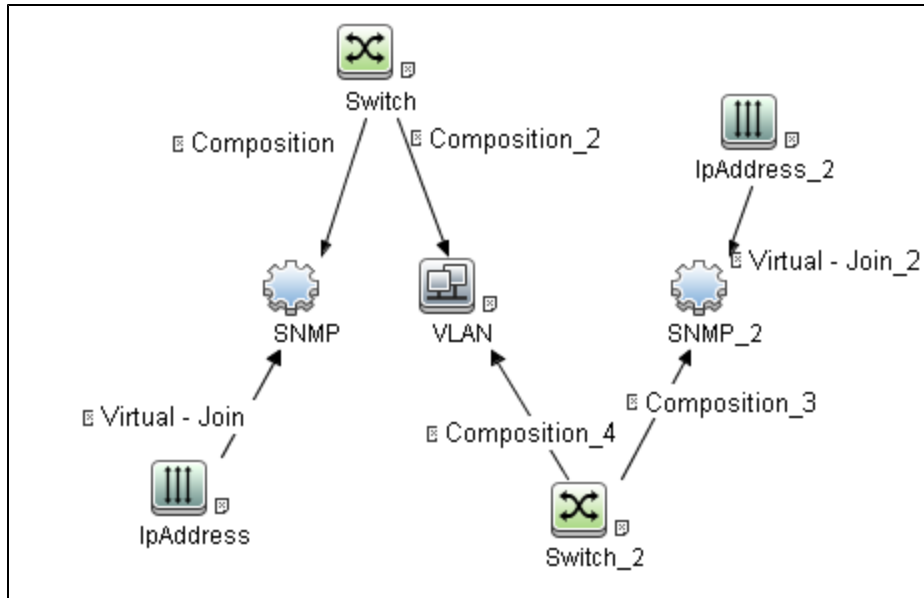 Switch
Composition
Composition_2
IpAddress_2
Virtual - Join_2
SNMP
VLAN
SNMP_2
Virtual - Join
Composition_3
Composition_4
IpAddress
Switch_2